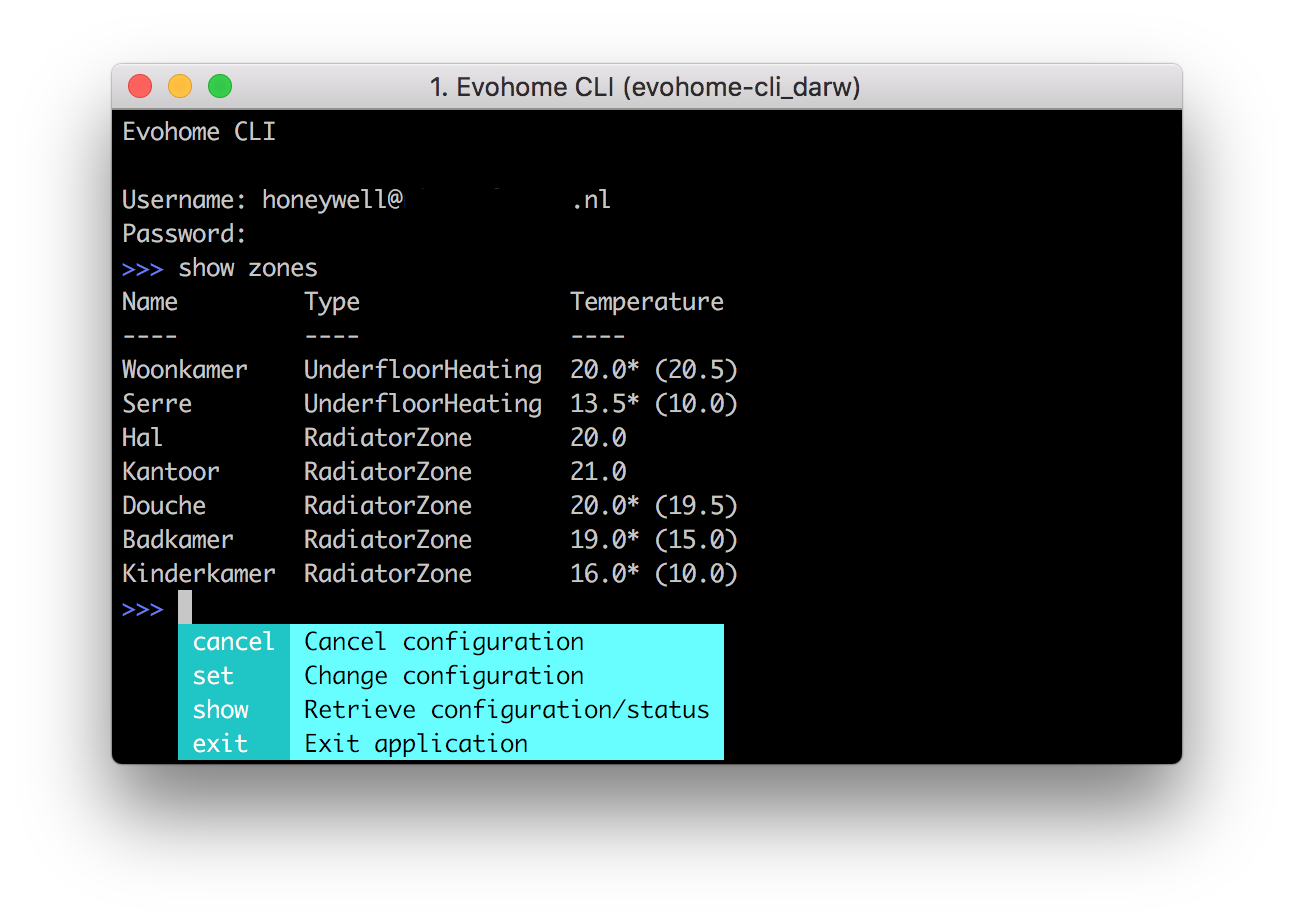 1. Evohome CLI (evohome-cli_darw)
Evohome CLI
Username: honeywell@ .nl
Password:
>>> show zones
Name Type Temperature
---- ---- ----
Woonkamer UnderfloorHeating 20.0* (20.5)
Serre UnderfloorHeating 13.5* (10.0)
Hal RadiatorZone 20.0
Kantoor RadiatorZone 21.0
Douche RadiatorZone 20.0* (19.5)
Badkamer RadiatorZone 19.0* (15.0)
Kinderkamer RadiatorZone 16.0* (10.0)
>>>
cancel Cancel configuration
set Change configuration
show Retrieve configuration/status
exit Exit application